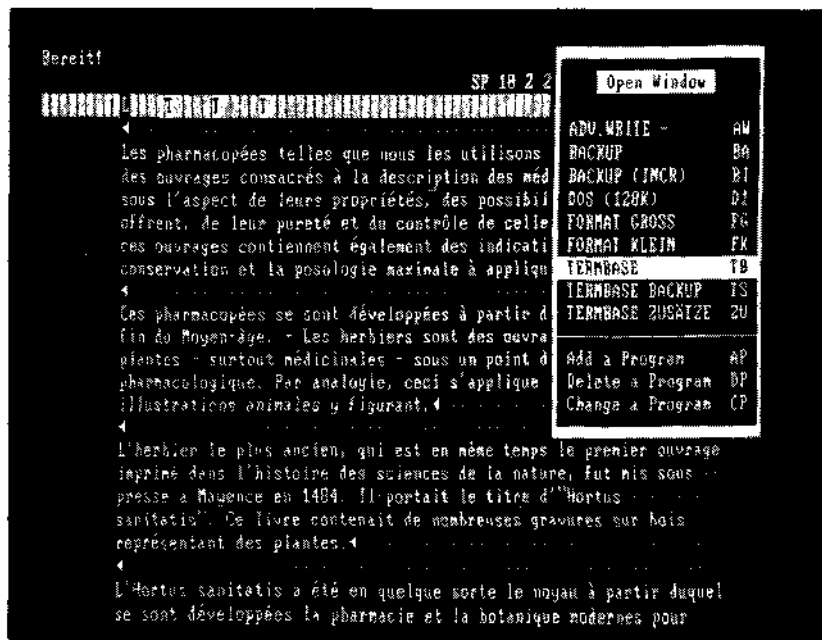 Bereit!
SP 18 2 2
Open Window
L T T T
ADV.WRITE - AW
BACKUP BA
BACKUP (INCR) BI
DOS (128K) D1
FORMAT GROSS FG
FORMAT KLEIN FK
TERMBASE TB
TERMBASE BACKUP TS
TERMBASE ZUSÄTZE ZU
Add a Program AP
Delete a Program DP
Change a Program CP
Les pharmacopées telles que nous les utilisons
des ouvrages consacrés à la description des méd
sous l'aspect de leurs propriétés, des possibil
offrent, de leur pureté et du contrôle de celle
ces ouvrages contiennent également des indicati
conservation et la posologie maximale à appliqu
Ces pharmacopées se sont développées à partir d
fin du Moyen-âge. - Les herbiers sont des ouvra
plantes - surtout médicinales - sous un point d
pharmacologique. Par analogie, ceci s'applique
illustrations animales y figurant.
L'herbier le plus ancien, qui est en même temps le premier ouvrage
imprimé dans l'histoire des sciences de la nature, fut mis sous
presse a Mayence en 1484. Il portait le titre d'"Hortus
sanitatis". Ce livre contenait de nombreuses gravures sur bois
représentant des plantes.
L'Hortus sanitatis a été en quelque sorte le noyau à partir duquel
se sont développées la pharmacie et la botanique modernes pour